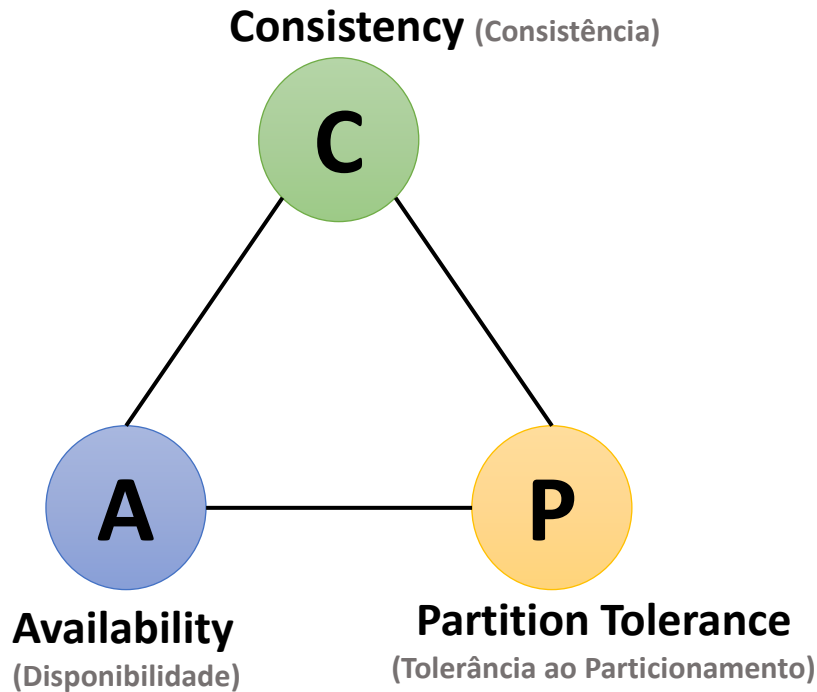 Consistency (Consistência)
C
A
P
Availability
(Disponibilidade)
Partition Tolerance
(Tolerância ao Particionamento)